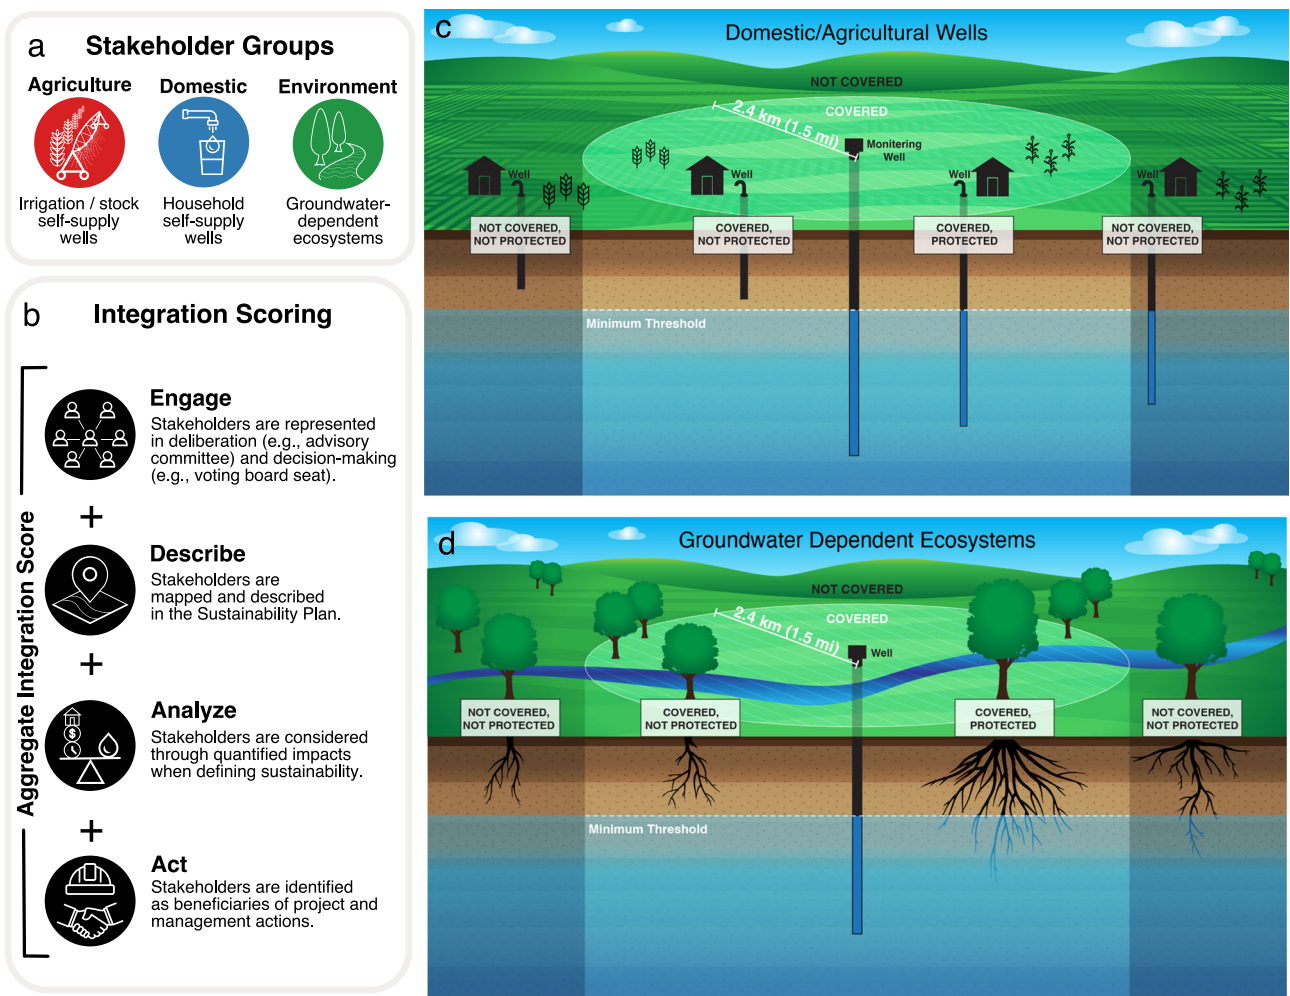 a
Stakeholder Groups
Agriculture
Domestic
Environment
Irrigation / stock
self-supply
wells
Household
self-supply
wells
Groundwater-
dependent
ecosystems
b
Integration Scoring
Aggregate Integration Score
Engage
Stakeholders are represented
in deliberation (e.g., advisory
committee) and decision-making
(e.g., voting board seat).
+
Describe
Stakeholders are
mapped and described
in the Sustainability Plan.
+
Analyze
$
Stakeholders are considered
through quantified impacts
when defining sustainability.
+
Act
Stakeholders are identified
as beneficiaries of project and
management actions.
c
Domestic/Agricultural Wells
NOT COVERED
COVERED
2.4 km (1.5 mi)
Monitering
Well
Well
Well
Well
Well
NOT COVERED,
NOT PROTECTED
COVERED,
NOT PROTECTED
COVERED,
PROTECTED
NOT COVERED,
NOT PROTECTED
Minimum Threshold
d
Groundwater Dependent Ecosystems
NOT COVERED
COVERED
2.4 km (1.5 mi)
Well
NOT COVERED,
NOT PROTECTED
COVERED,
NOT PROTECTED
COVERED,
PROTECTED
NOT COVERED,
NOT PROTECTED
Minimum Threshold